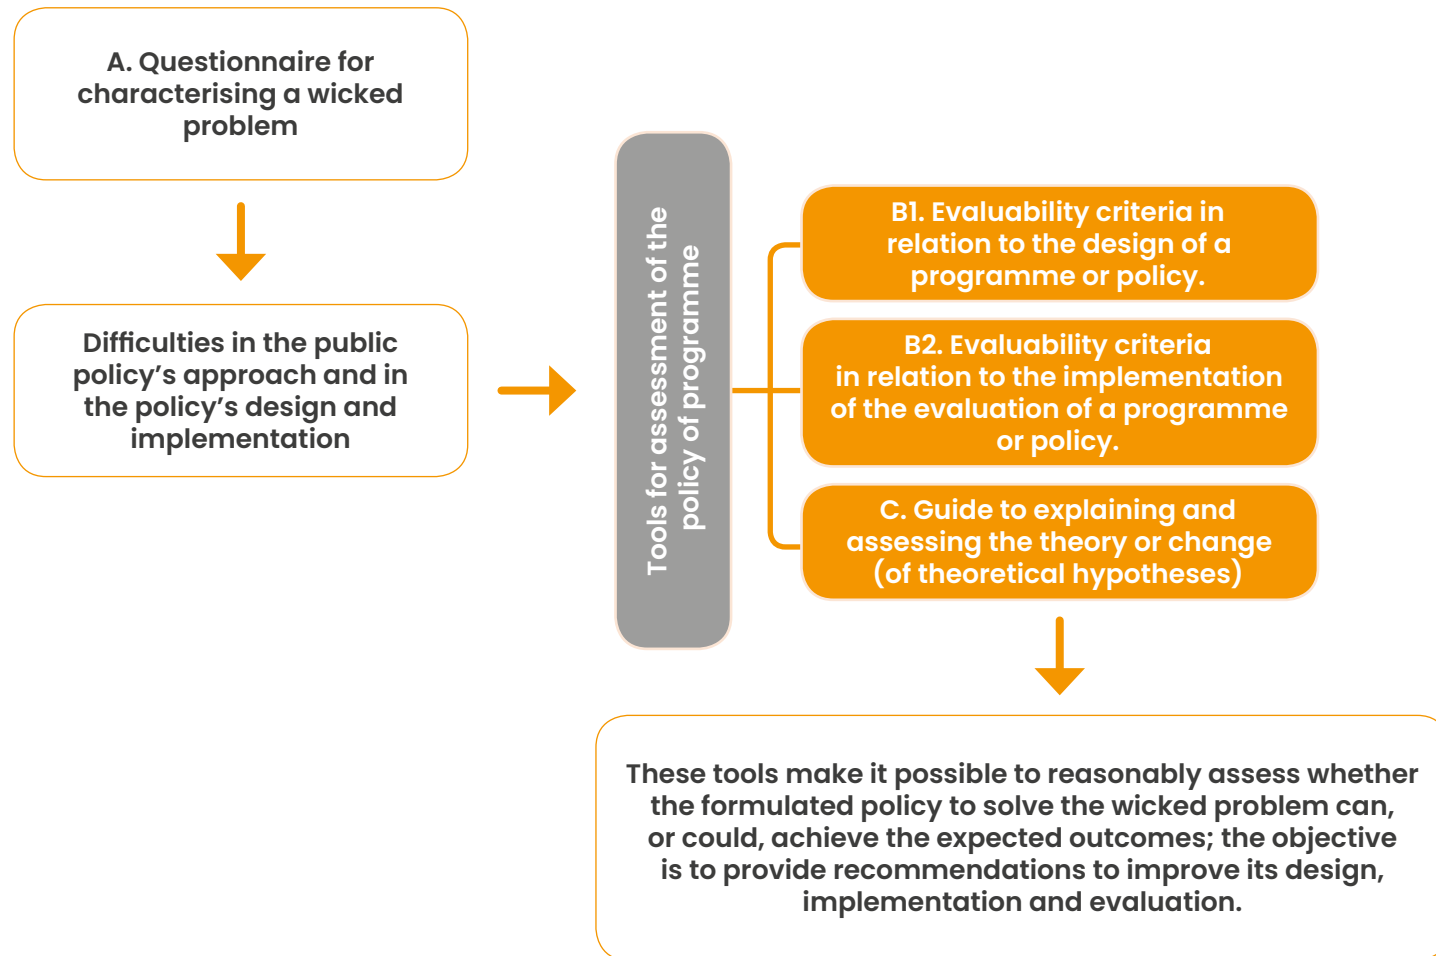 A. Questionnaire for
characterising a wicked
problem
Difficulties in the public
policy’s approach and in
the policy’s design and
implementation
Tools for assessment of the
policy of programme
B1. Evaluability criteria in
relation to the design of a
programme or policy.
B2. Evaluability criteria
in relation to the implementation
of the evaluation of a programme
or policy.
C. Guide to explaining and
assessing the theory or change
(of theoretical hypotheses)
These tools make it possible to reasonably assess whether
the formulated policy to solve the wicked problem can,
or could, achieve the expected outcomes; the objective
is to provide recommendations to improve its design,
implementation and evaluation.